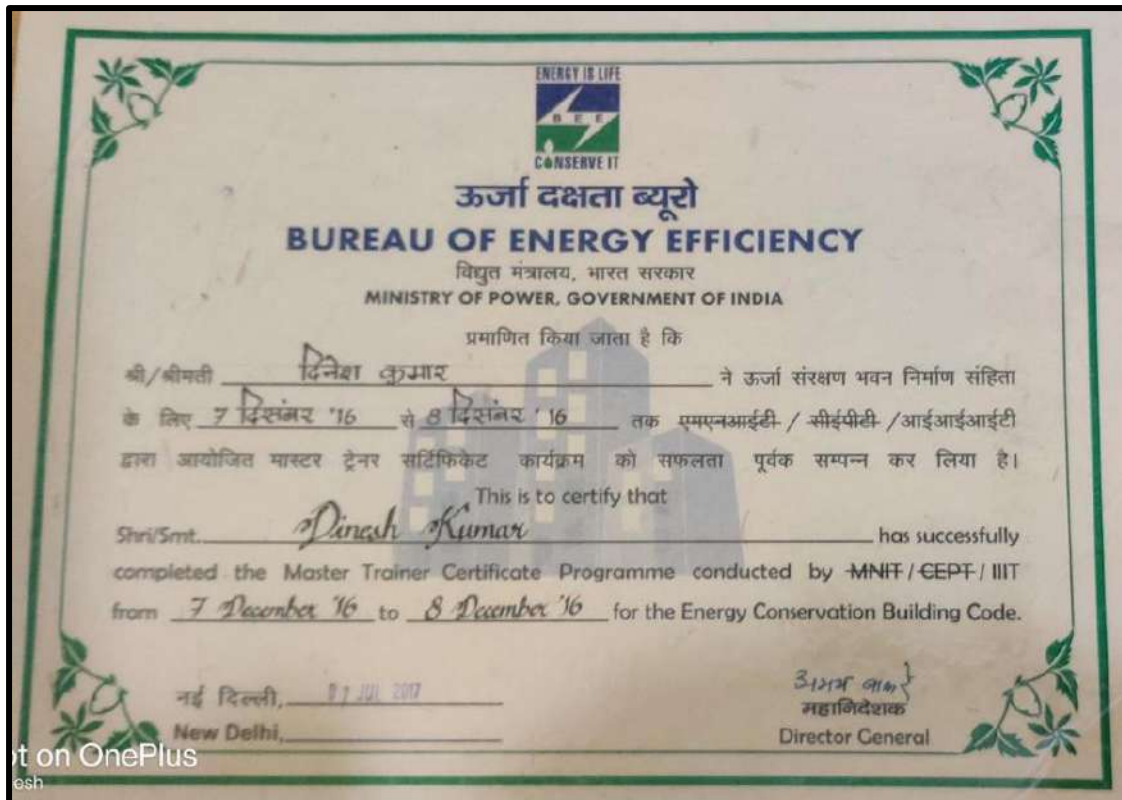 ENERGY IS LIFE
BEE
CONSERVE IT
ऊर्जा दक्षता ब्यूरो
BUREAU OF ENERGY EFFICIENCY
विद्युत मंत्रालय, भारत सरकार
MINISTRY OF POWER, GOVERNMENT OF INDIA
प्रमाणित किया जाता है कि
श्री/श्रीमती दिनेश कुमार ने ऊर्जा संरक्षण भवन निर्माण संहिता
के लिए 7 दिसंबर '16 से 8 दिसंबर '16 तक एमएनआईटी / सीईपीटी /आईआईआईटी
द्वारा आयोजित मास्टर ट्रेनर सर्टिफिकेट कार्यक्रम को सफलता पूर्वक सम्पन्न कर लिया है।
This is to certify that
Shri/Smt. Dinesh Kumar has successfully
completed the Master Trainer Certificate Programme conducted by MNIT / CEPT / IIIT
from 7 December '16 to 8 December '16 for the Energy Conservation Building Code.
नई दिल्ली, JUL 2017
New Delhi,
महानिदेशक
Director General
on OnePlus